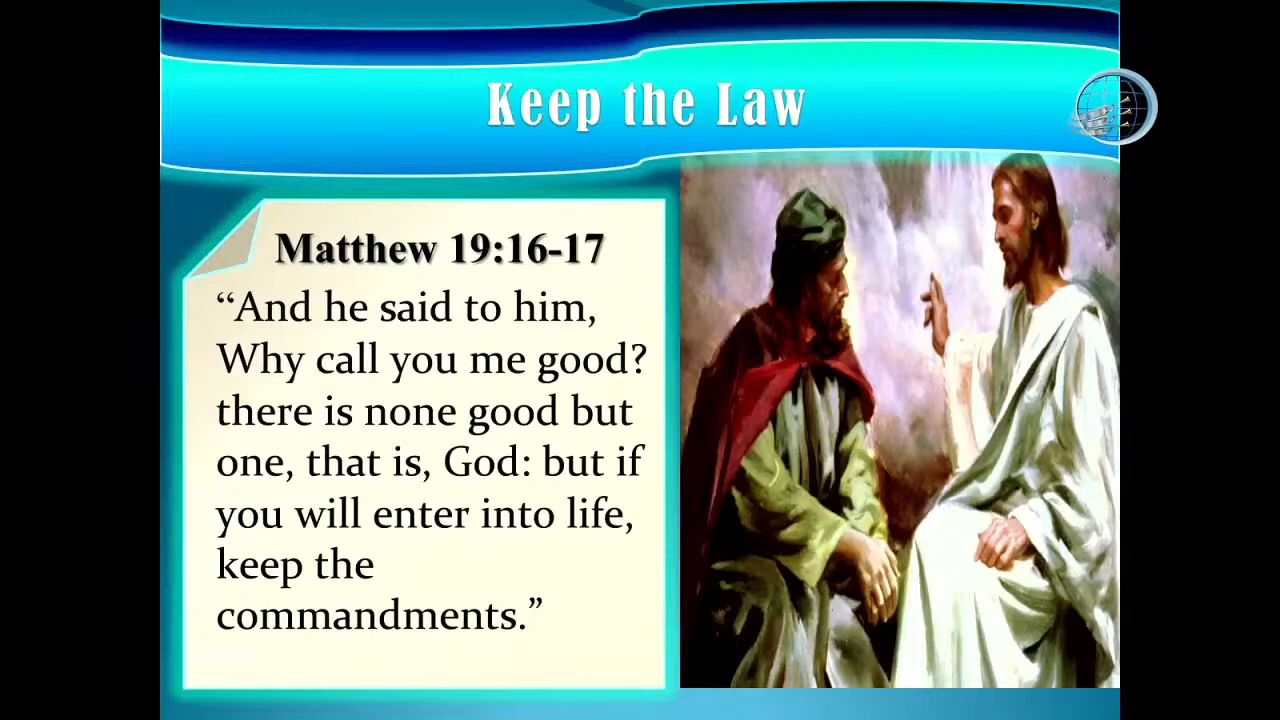 Keep the Law
Matthew 19:16-17
“And he said to him,
Why call you me good?
there is none good but
one, that is, God: but if
you will enter into life,
keep the
commandments.”